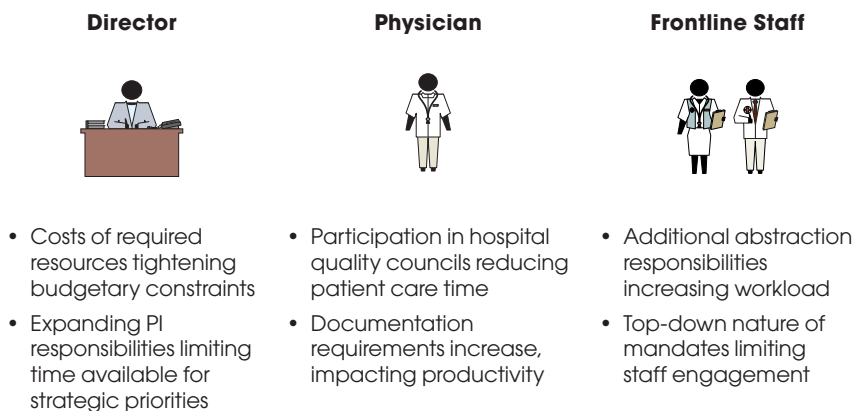 Director
• Costs of required
resources tightening
budgetary constraints
• Expanding PI
responsibilities limiting
time available for
strategic priorities
Physician
• Participation in hospital
quality councils reducing
patient care time
• Documentation
requirements increase,
impacting productivity
Frontline Staff
• Additional abstraction
responsibilities
increasing workload
• Top-down nature of
mandates limiting
staff engagement